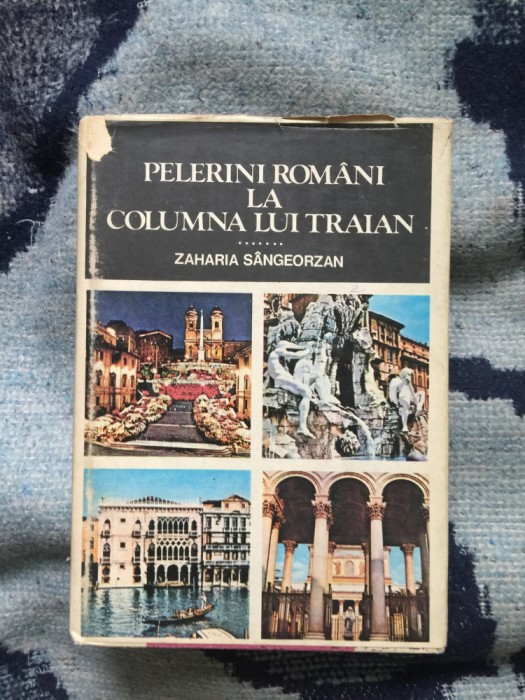 PELERINI ROMÂNI
LA
COLUMNA LUI TRAIAN
.......
ZAHARIA SÂNGEORZAN